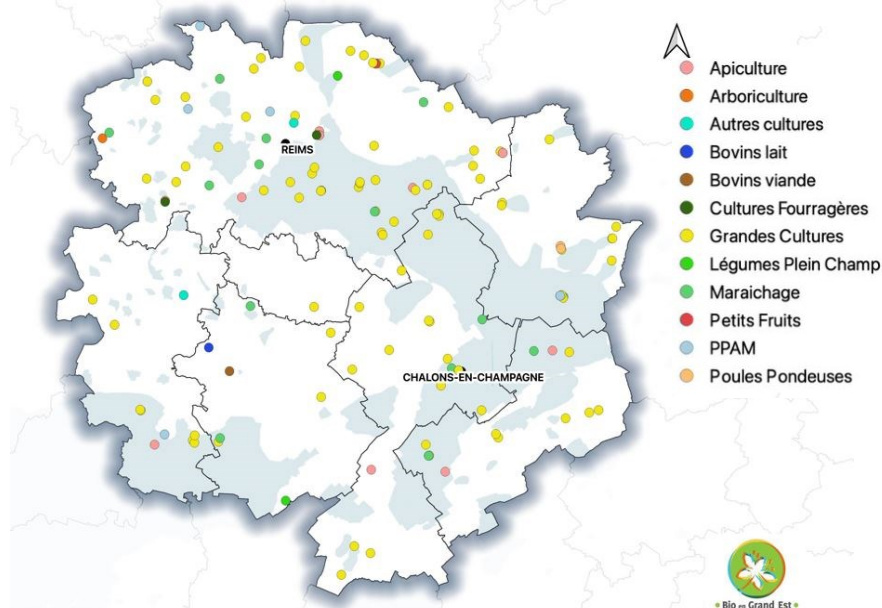 Apiculture
Arboriculture
Autres cultures
Bovins lait
Bovins viande
Cultures Fourragères
Grandes Cultures
Légumes Plein Champ
Maraichage
Petits Fruits
PPAM
Poules Pondeuses
REIMS
CHALONS-EN-CHAMPAGNE
• Bio en Grand Est •